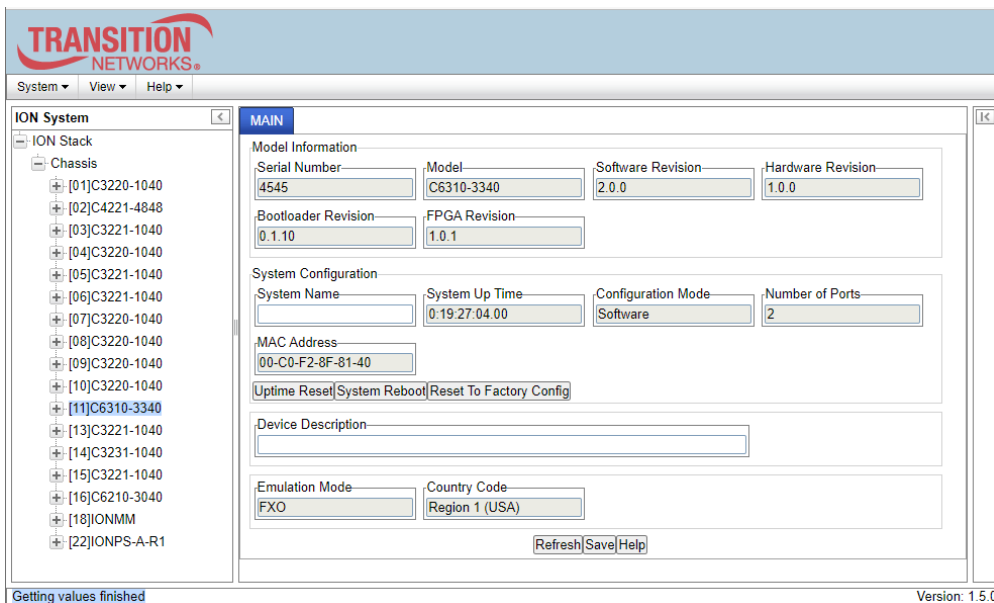 TRANSITION
NETWORKS®
System View Help
ION System
ION Stack
Chassis
[01]C3220-1040
[02]C4221-4848
[03]C3221-1040
[04]C3220-1040
[05]C3221-1040
[06]C3221-1040
[07]C3220-1040
[08]C3220-1040
[09]C3220-1040
[10]C3220-1040
[11]C6310-3340
[13]C3221-1040
[14]C3231-1040
[15]C3221-1040
[16]C6210-3040
[18]IONMM
[22]IONPS-A-R1
MAIN
Model Information
Serial Number Model Software Revision Hardware Revision
4545 C6310-3340 2.0.0 1.0.0
Bootloader Revision FPGA Revision
0.1.10 1.0.1
System Configuration
System Name System Up Time Configuration Mode Number of Ports
0:19:27:04.00 Software 2
MAC Address
00-C0-F2-8F-81-40
Uptime Reset System Reboot Reset To Factory Config
Device Description
Emulation Mode Country Code
FXO Region 1 (USA)
Refresh Save Help
Getting values finished Version: 1.5.0